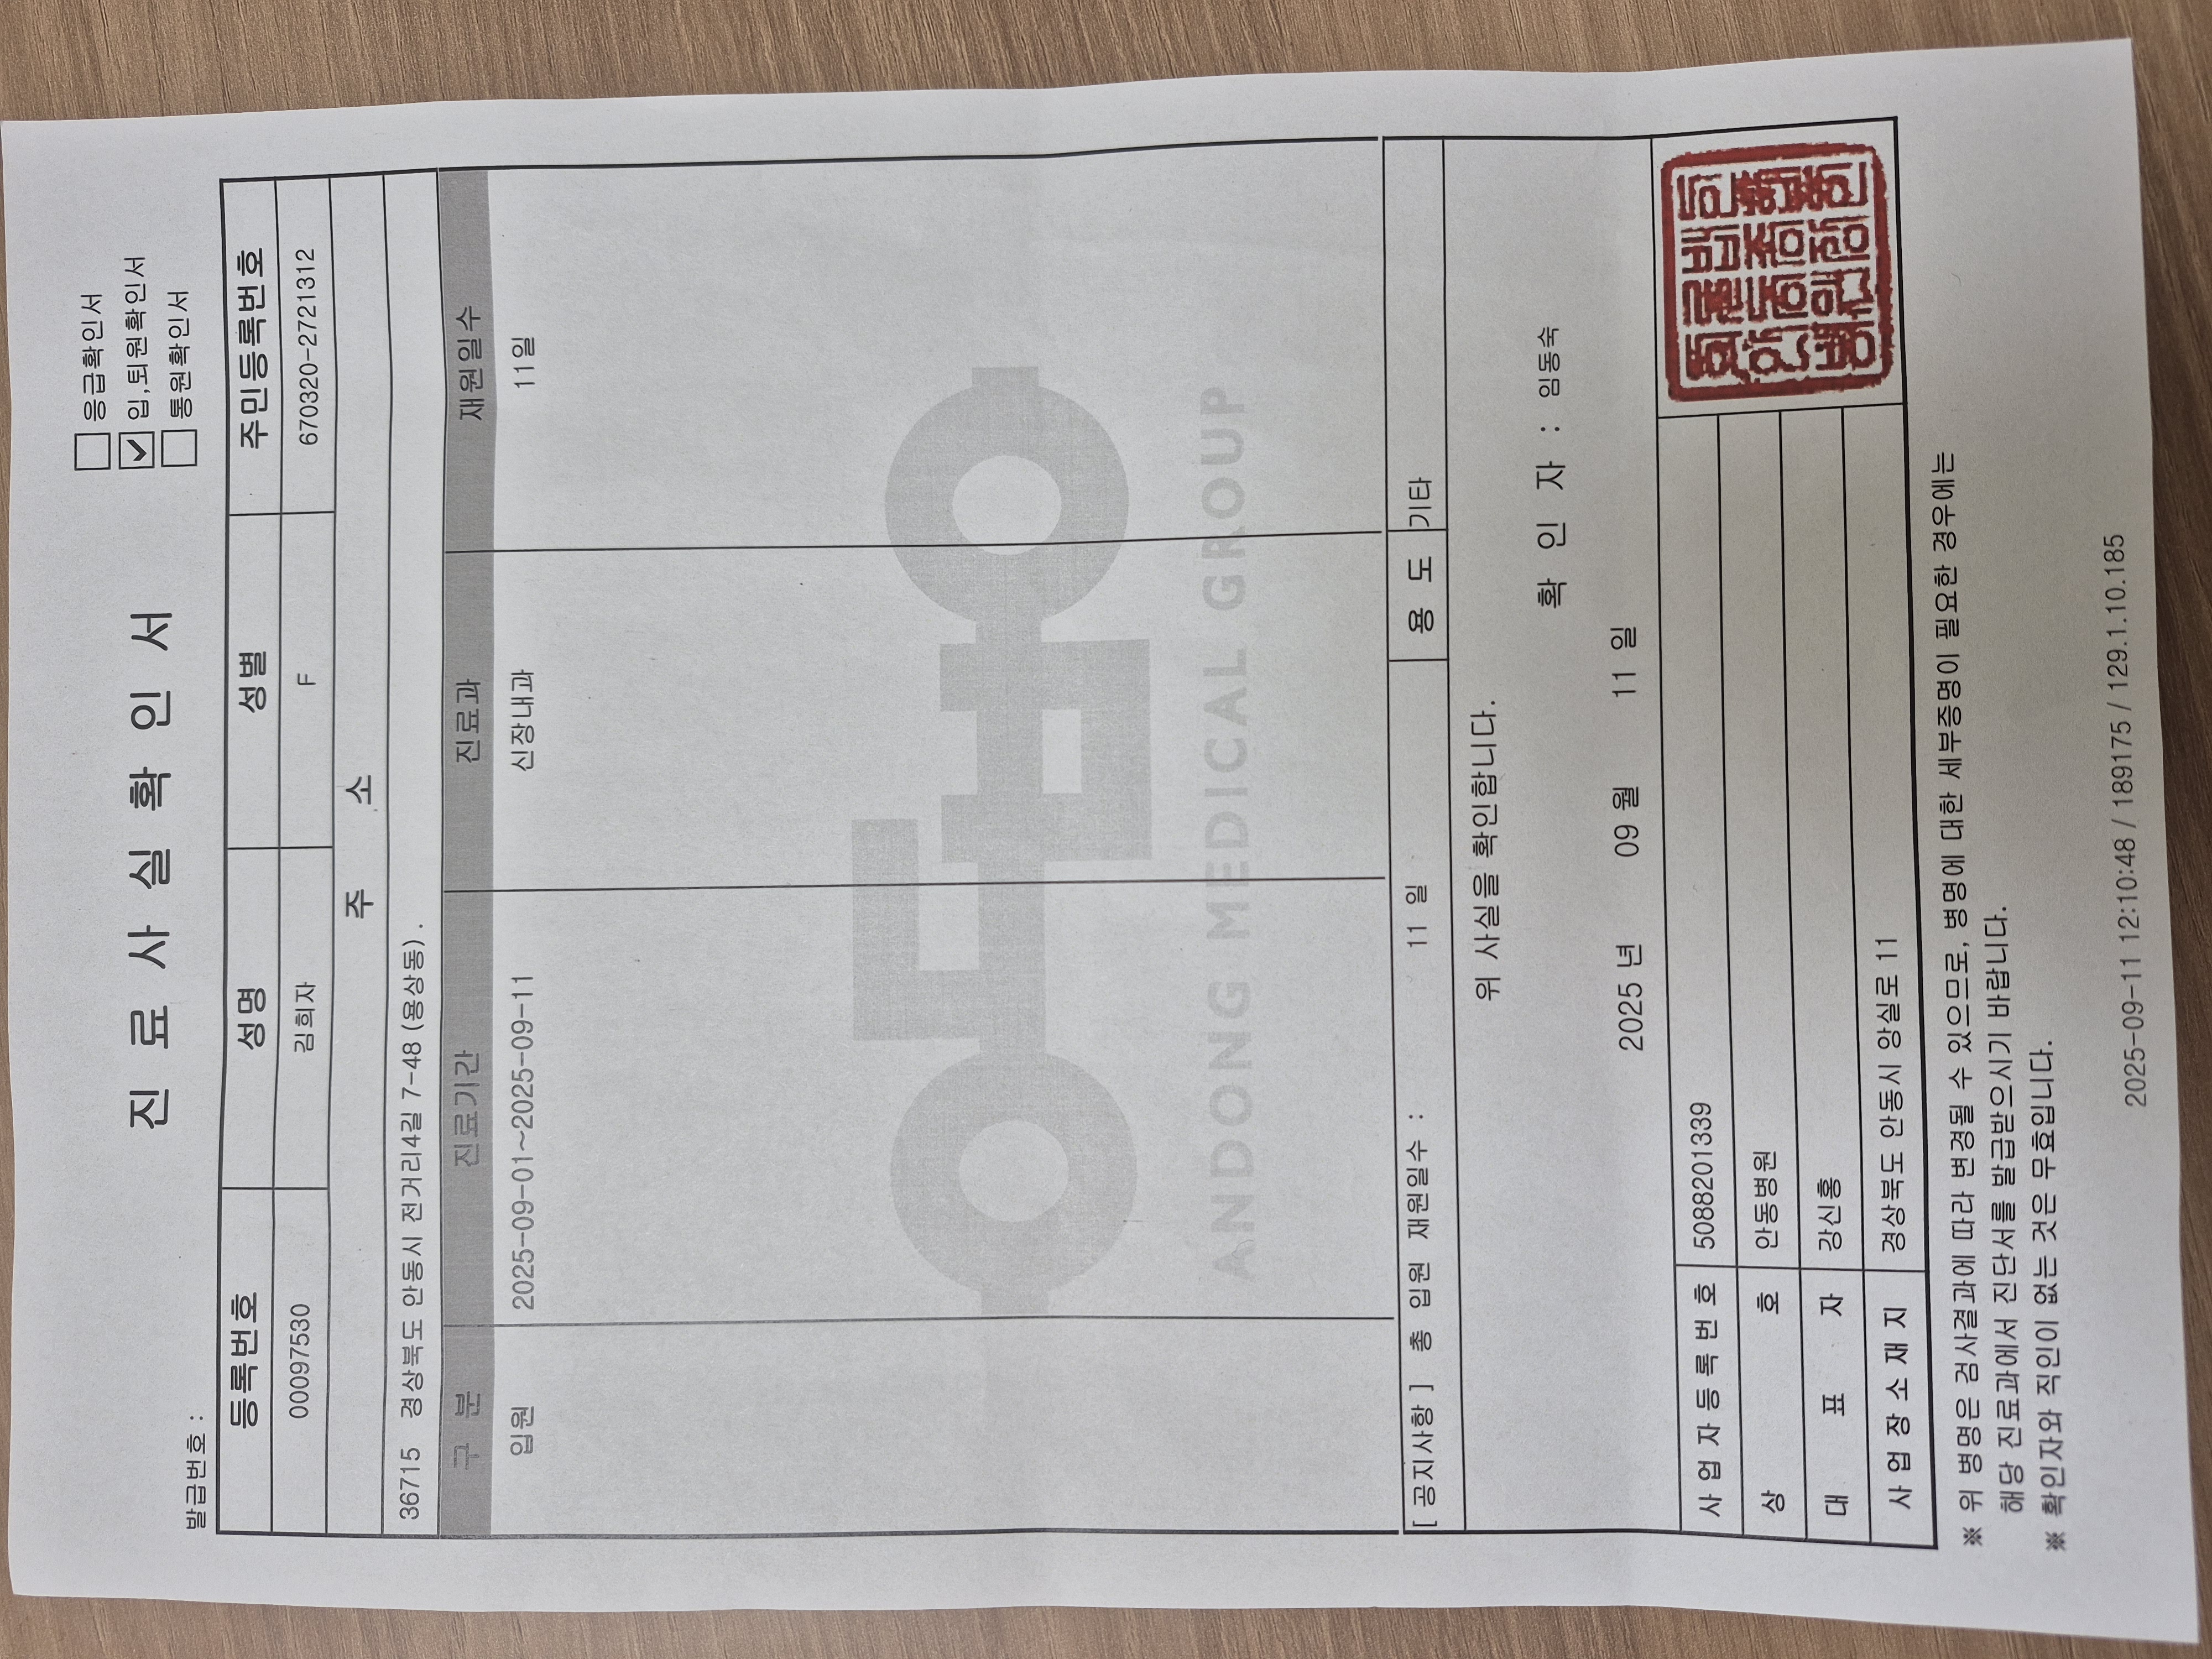 진 료 사 실 확 인 서
☐ 응급확인서
☑ 입,퇴원확인서
☐ 통원확인서
발급번호 :
등록번호 성명 성별 주민등록번호
00097530 김희자 F 670320-2721312
주 소
36715 경상북도 안동시 전거리4길 7-48 (용상동) .
구 분 진료기간 진료과 재원일수
입원 2025-09-01~2025-09-11 신장내과 11일
ANDONG MEDICAL GROUP
[ 공지사항 ] 총 입원 재원일수 : 11 일 용 도 기타
위 사실을 확인합니다.
확 인 자 : 임동숙
2025 년 09 월 11 일
사 업 자 등 록 번 호 5088201339
상 호 안동병원
대 표 자 강신홍
사 업 장 소 재 지 경상북도 안동시 앙실로 11
※ 위 병명은 검사결과에 따라 변경될 수 있으므로, 병명에 대한 세부증명이 필요한 경우에는
해당 진료과에서 진단서를 발급받으시기 바랍니다.
※ 확인자와 직인이 없는 것은 무효입니다.
2025-09-11 12:10:48 / 189175 / 129.1.10.185